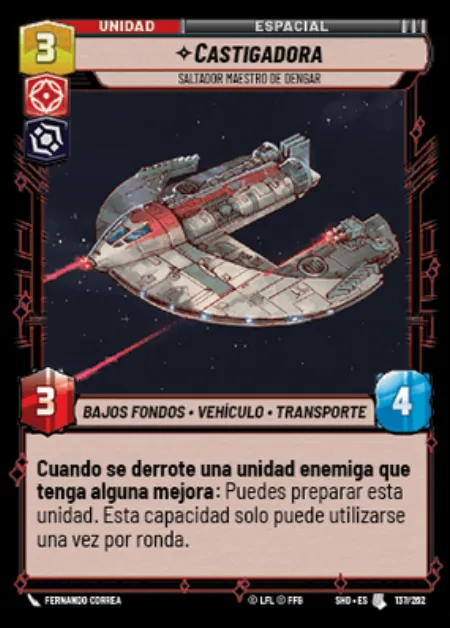 UNIDAD ESPACIAL
3
CASTIGADORA
SALTADOR MAESTRO DE DENGAR
3
BAJOS FONDOS • VEHÍCULO • TRANSPORTE
4
Cuando se derrote una unidad enemiga que
tenga alguna mejora: Puedes preparar esta
unidad. Esta capacidad solo puede utilizarse
una vez por ronda.
FERNANDO CORREA © LFL © FFG SHD • ES 137/262